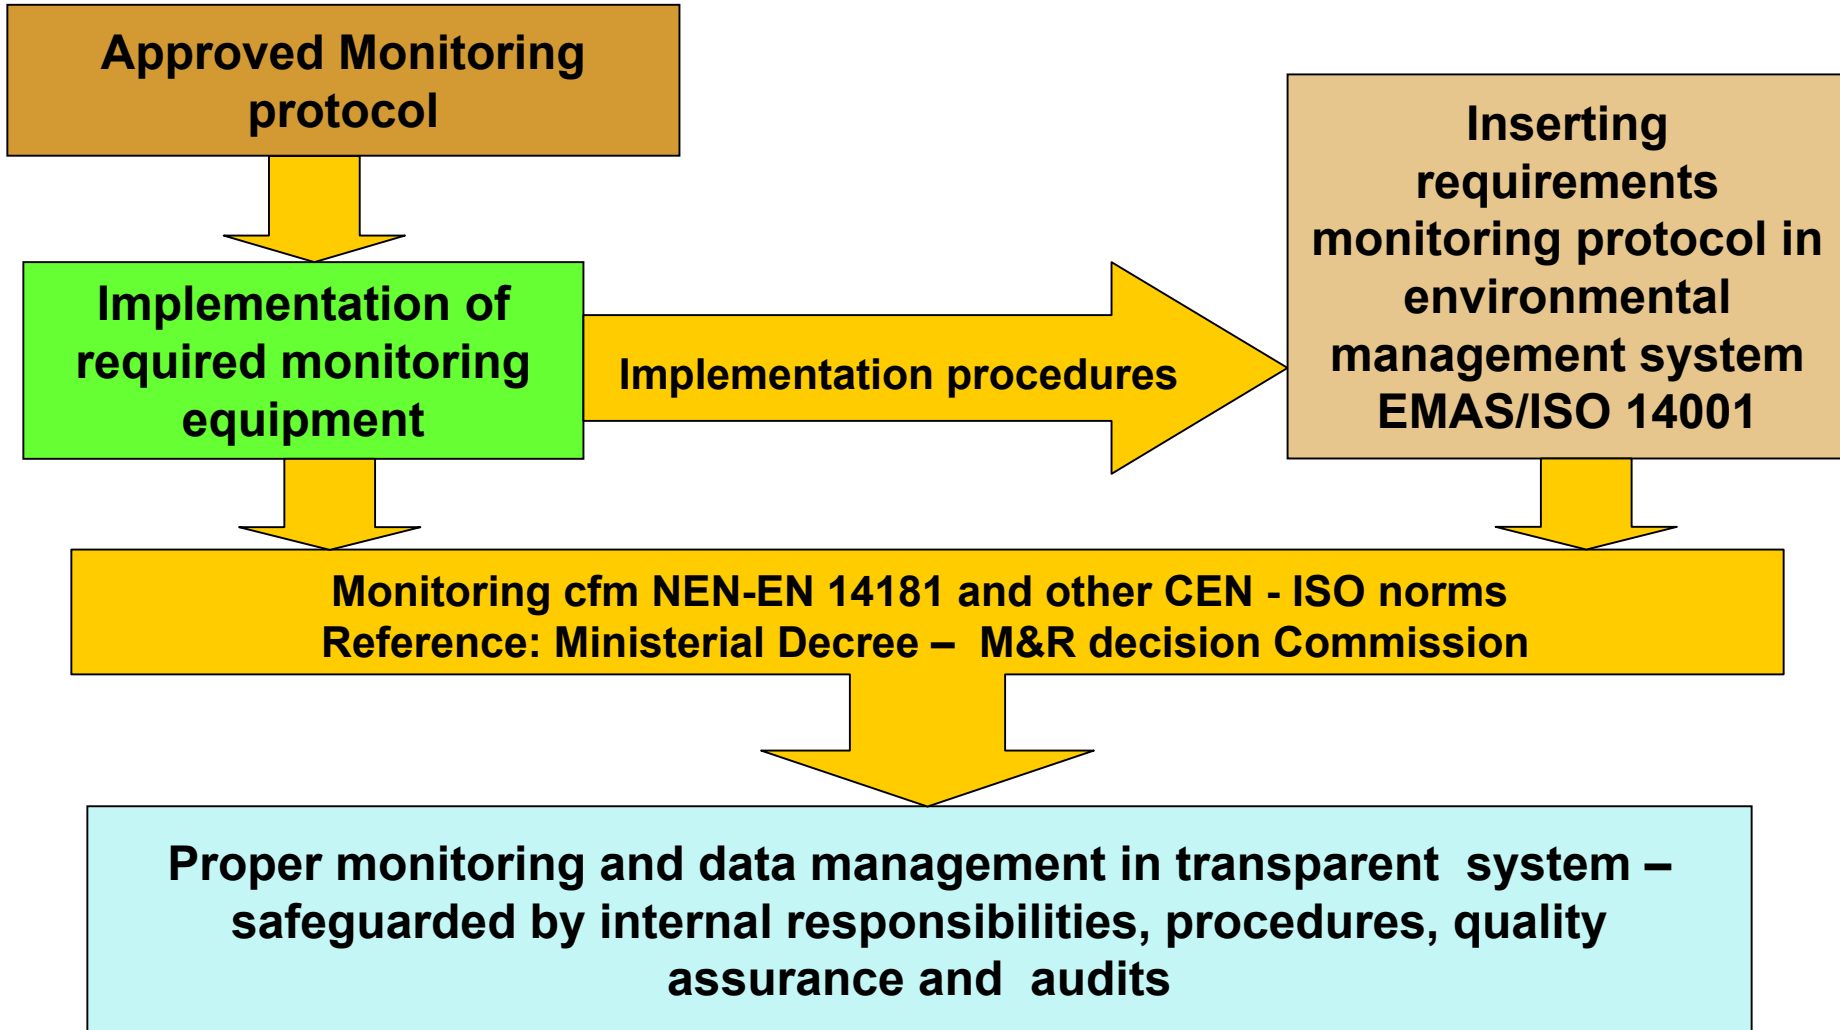 Approved Monitoring
protocol
Implementation of
required monitoring
equipment
Implementation procedures
Inserting
requirements
monitoring protocol in
environmental
management system
EMAS/ISO 14001
Monitoring cfm NEN-EN 14181 and other CEN - ISO norms
Reference: Ministerial Decree – M&R decision Commission
Proper monitoring and data management in transparent system –
safeguarded by internal responsibilities, procedures, quality
assurance and audits